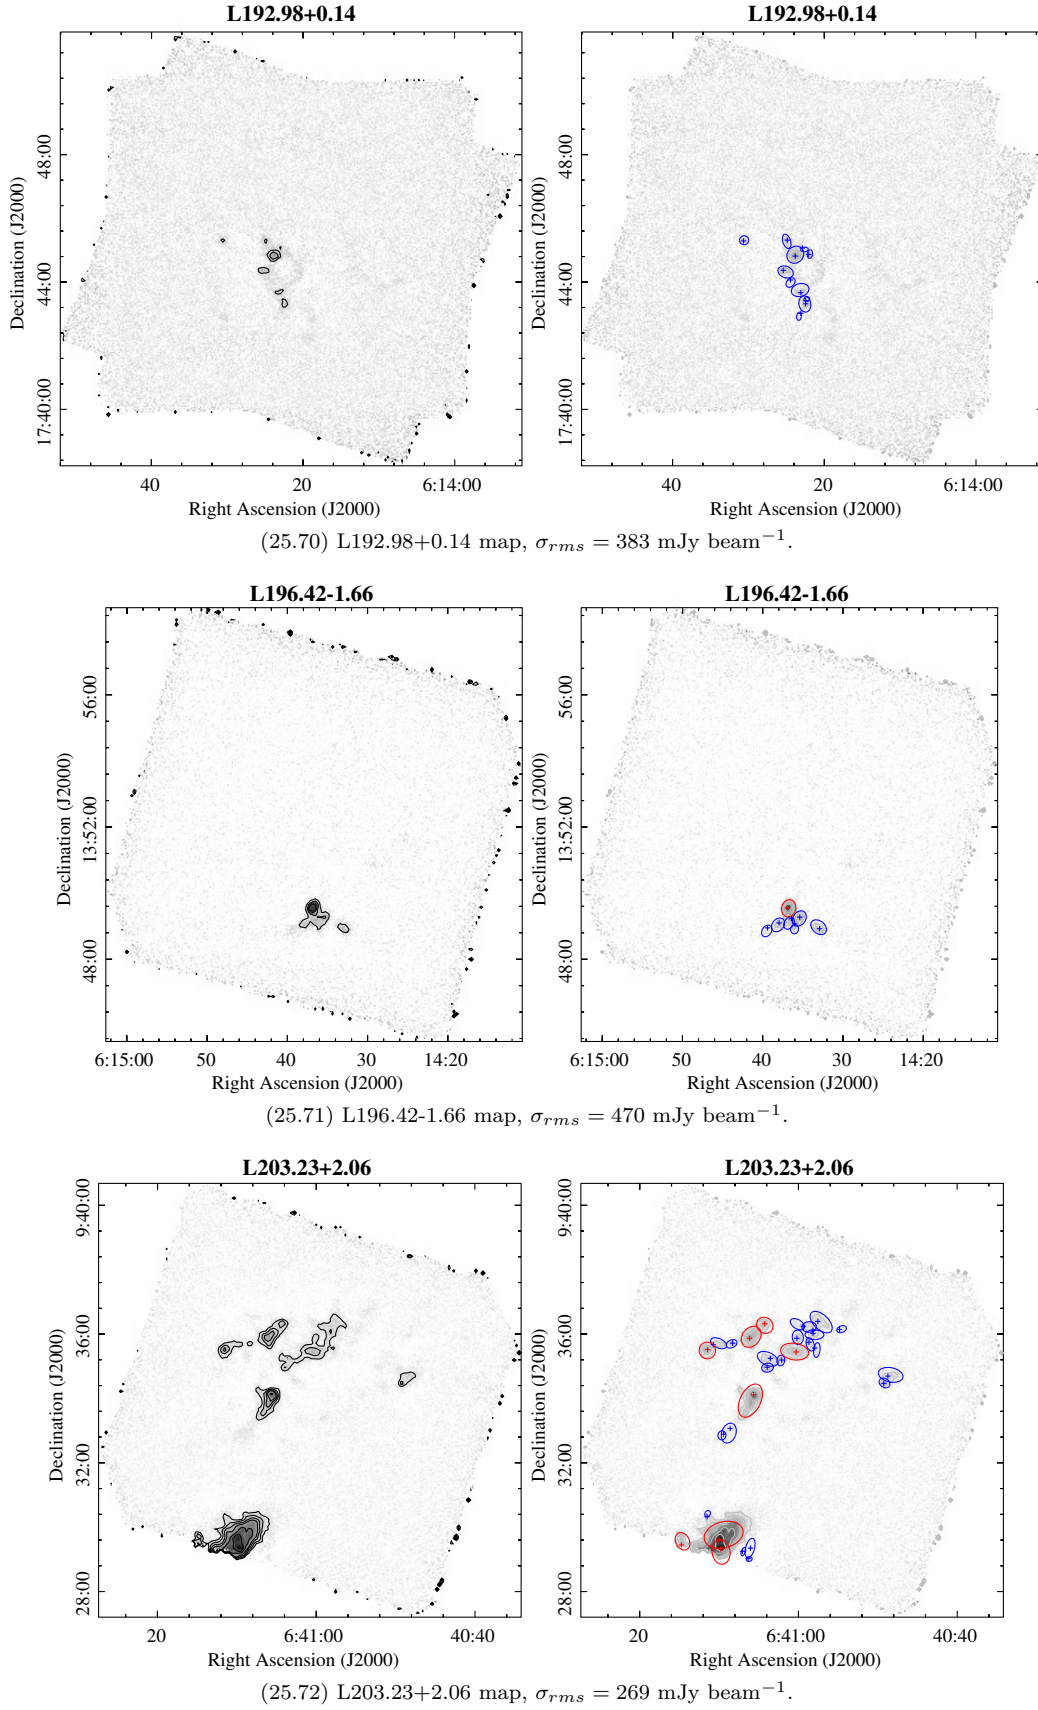 L192.98+0.14 L192.98+0.14
Declination (J2000) Declination (J2000)
48:00 48:00
44:00 44:00
17:40:00 17:40:00
40 20 6:14:00 40 20 6:14:00
Right Ascension (J2000) Right Ascension (J2000)
(25.70) L192.98+0.14 map, σrms = 383 mJy beam−1.
L196.42-1.66 L196.42-1.66
Declination (J2000) Declination (J2000)
56:00 56:00
13:52:00 13:52:00
48:00 48:00
6:15:00 50 40 30 14:20 6:15:00 50 40 30 14:20
Right Ascension (J2000) Right Ascension (J2000)
(25.71) L196.42-1.66 map, σrms = 470 mJy beam−1.
L203.23+2.06 L203.23+2.06
Declination (J2000) Declination (J2000)
9:40:00 9:40:00
36:00 36:00
32:00 32:00
28:00 28:00
20 6:41:00 40:40 20 6:41:00 40:40
Right Ascension (J2000) Right Ascension (J2000)
(25.72) L203.23+2.06 map, σrms = 269 mJy beam−1.